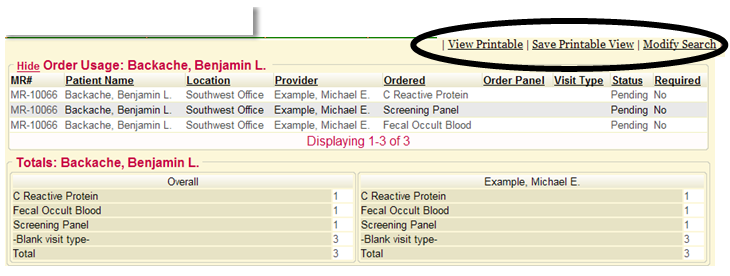 | View Printable | Save Printable View | Modify Search
Hide Order Usage: Backache, Benjamin L.
MR# Patient Name Location Provider Ordered Order Panel Visit Type Status Required
MR-10066 Backache, Benjamin L. Southwest Office Example, Michael E. C Reactive Protein Pending No
MR-10066 Backache, Benjamin L. Southwest Office Example, Michael E. Screening Panel Pending No
MR-10066 Backache, Benjamin L. Southwest Office Example, Michael E. Fecal Occult Blood Pending No
Displaying 1-3 of 3
Totals: Backache, Benjamin L.
Overall Example, Michael E.
C Reactive Protein 1 C Reactive Protein 1
Fecal Occult Blood 1 Fecal Occult Blood 1
Screening Panel 1 Screening Panel 1
-Blank visit type- 3 -Blank visit type- 3
Total 3 Total 3